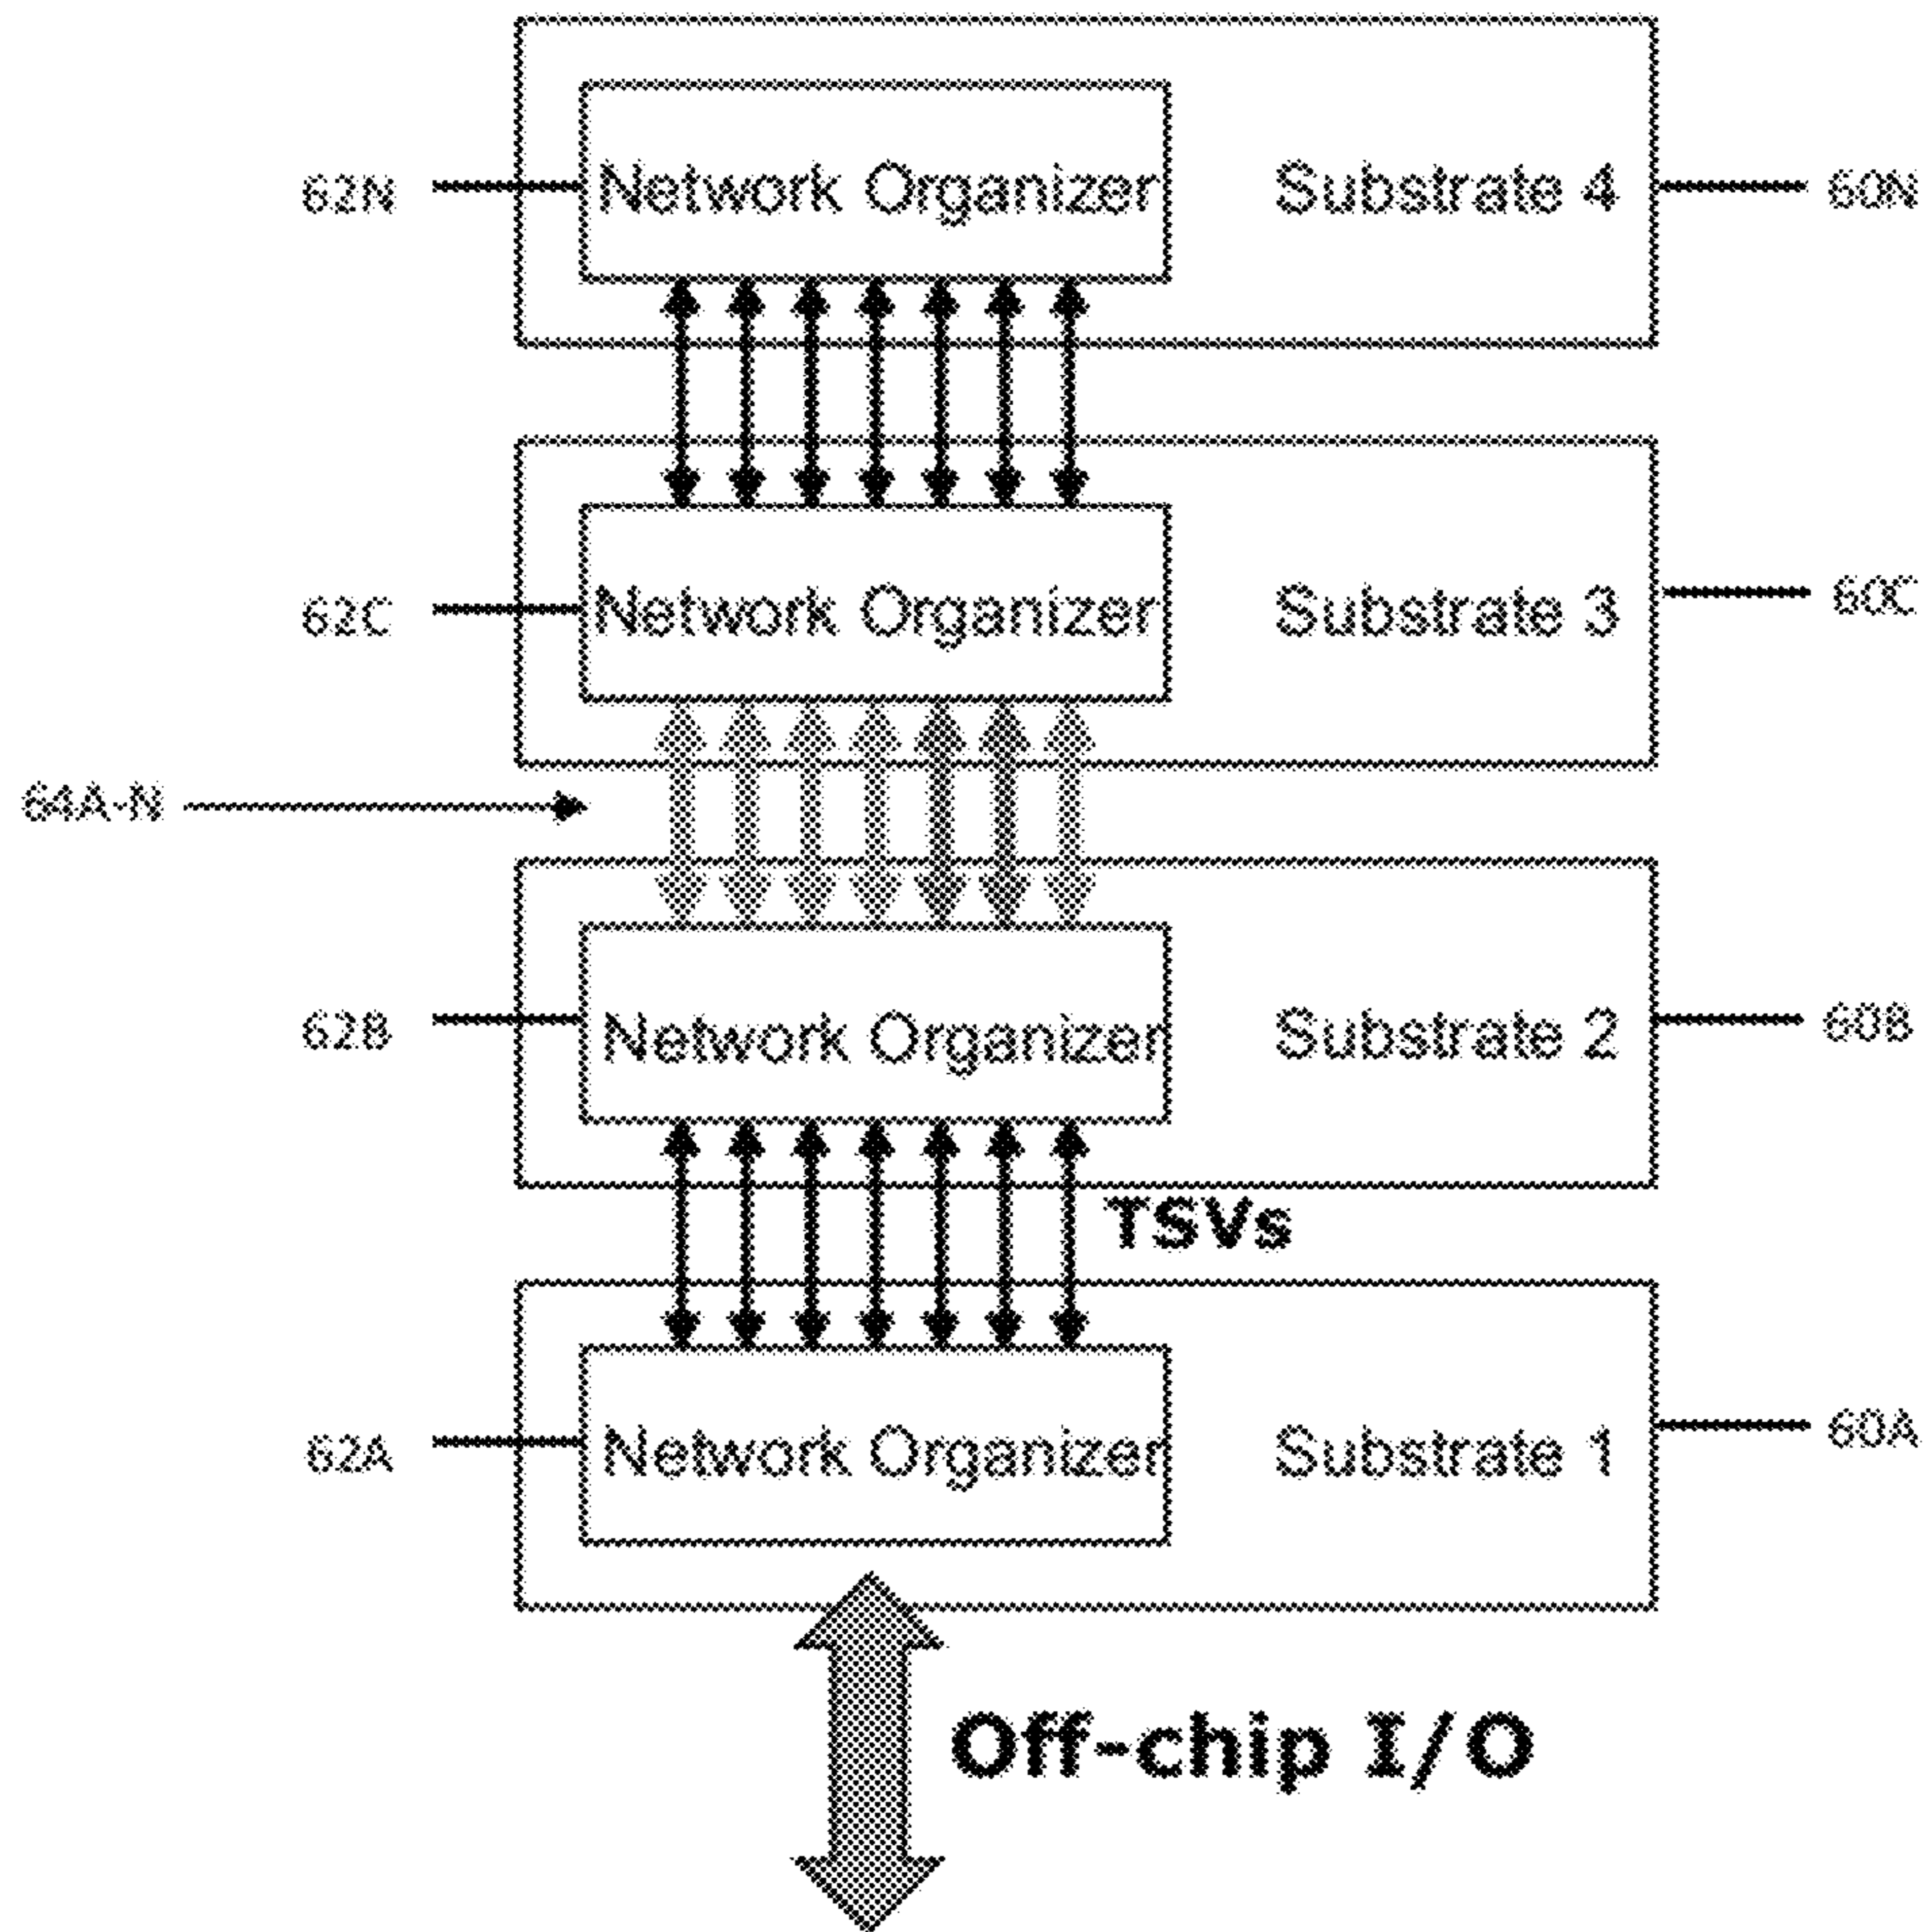 62N Network Organizer Substrate 4 60N
62C Network Organizer Substrate 3 60C
64A-N
62B Network Organizer Substrate 2 60B
TSVs
62A Network Organizer Substrate 1 60A
Off-chip I/O